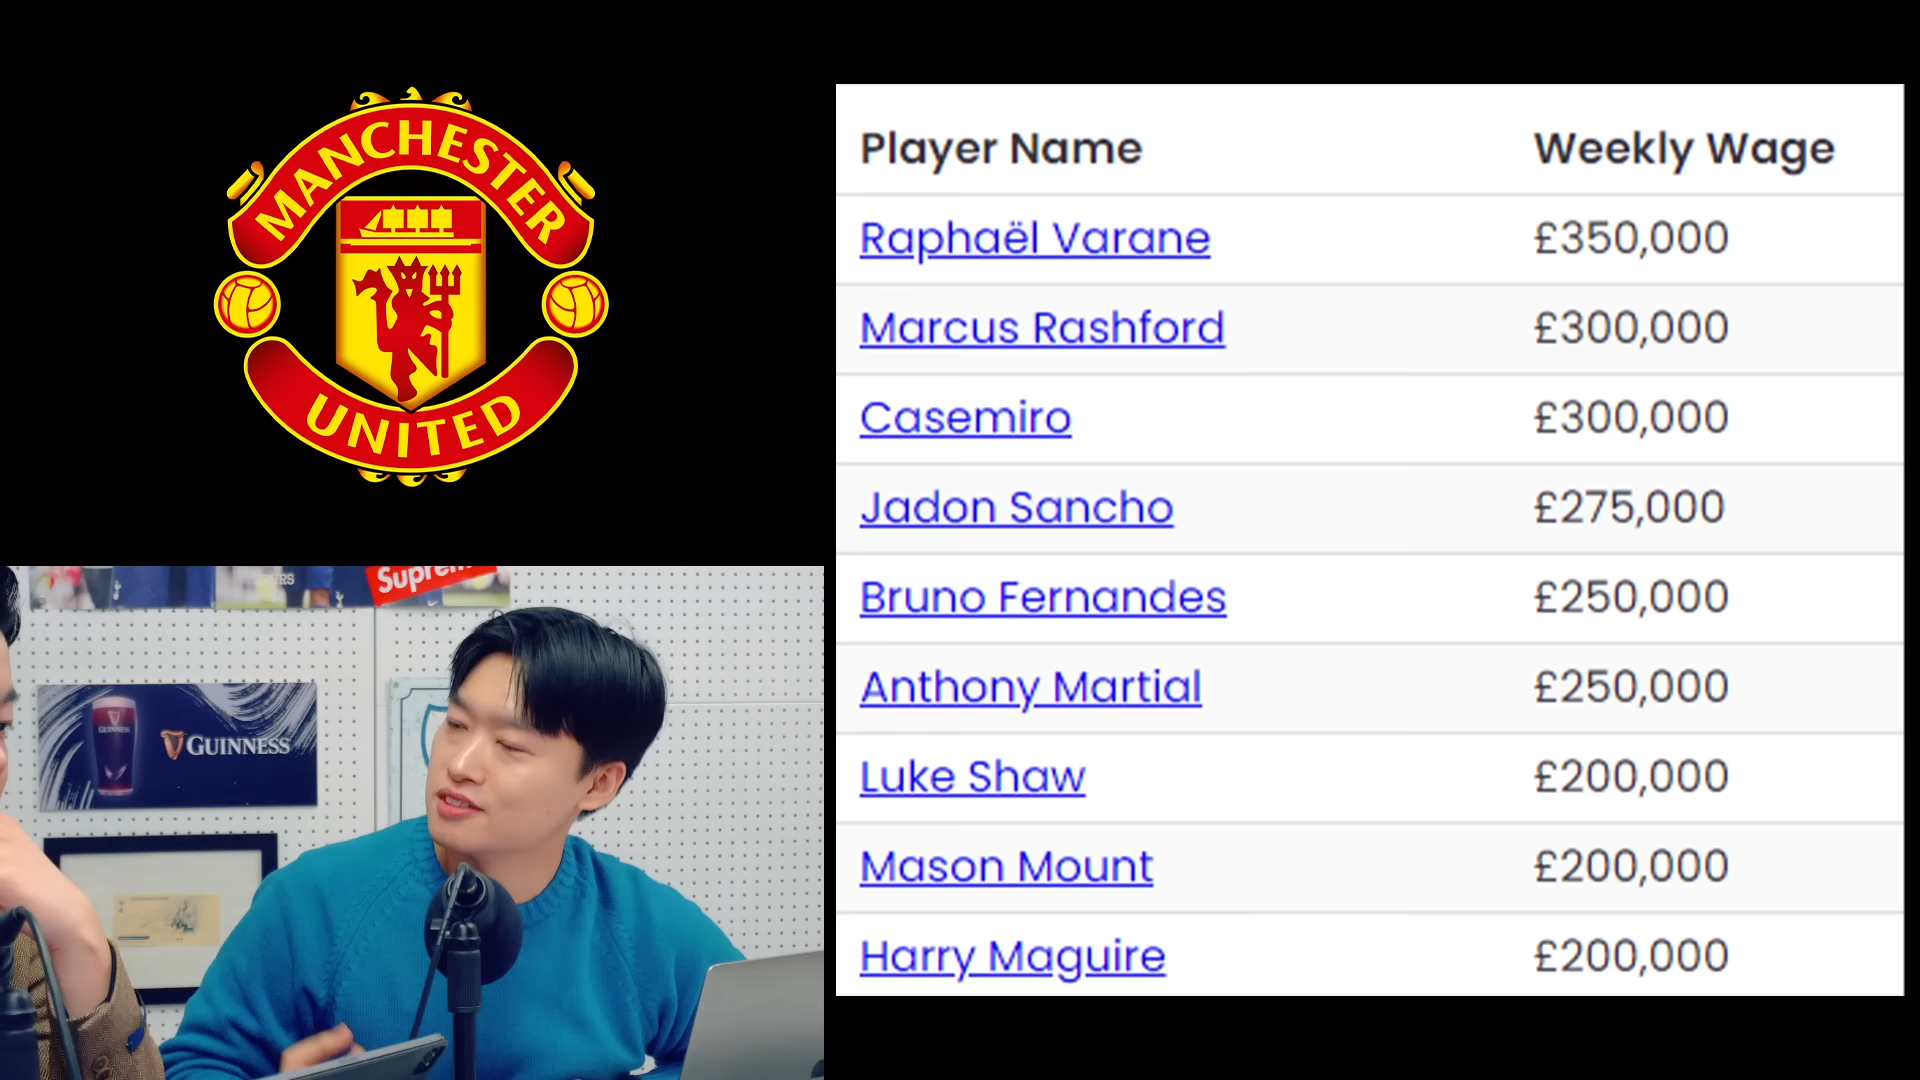 MANCHESTER
UNITED
Player Name Weekly Wage
Raphaël Varane £350,000
Marcus Rashford £300,000
Casemiro £300,000
Jadon Sancho £275,000
Bruno Fernandes £250,000
Anthony Martial £250,000
Luke Shaw £200,000
Mason Mount £200,000
Harry Maguire £200,000
Suprem
GUINNESS
GUINNESS